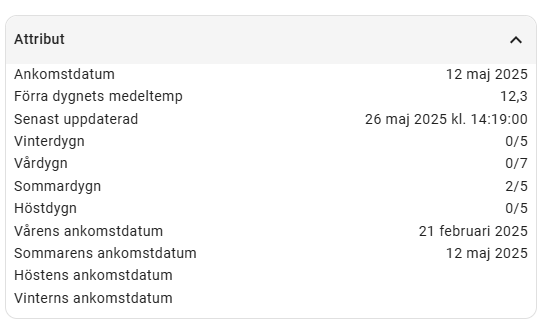 Attribut
Ankomstdatum 12 maj 2025
Förra dygnets medeltemp 12,3
Senast uppdaterad 26 maj 2025 kl. 14:19:00
Vinterdygn 0/5
Vårdygn 0/7
Sommardygn 2/5
Höstdygn 0/5
Vårens ankomstdatum 21 februari 2025
Sommarens ankomstdatum 12 maj 2025
Höstens ankomstdatum
Vinterns ankomstdatum